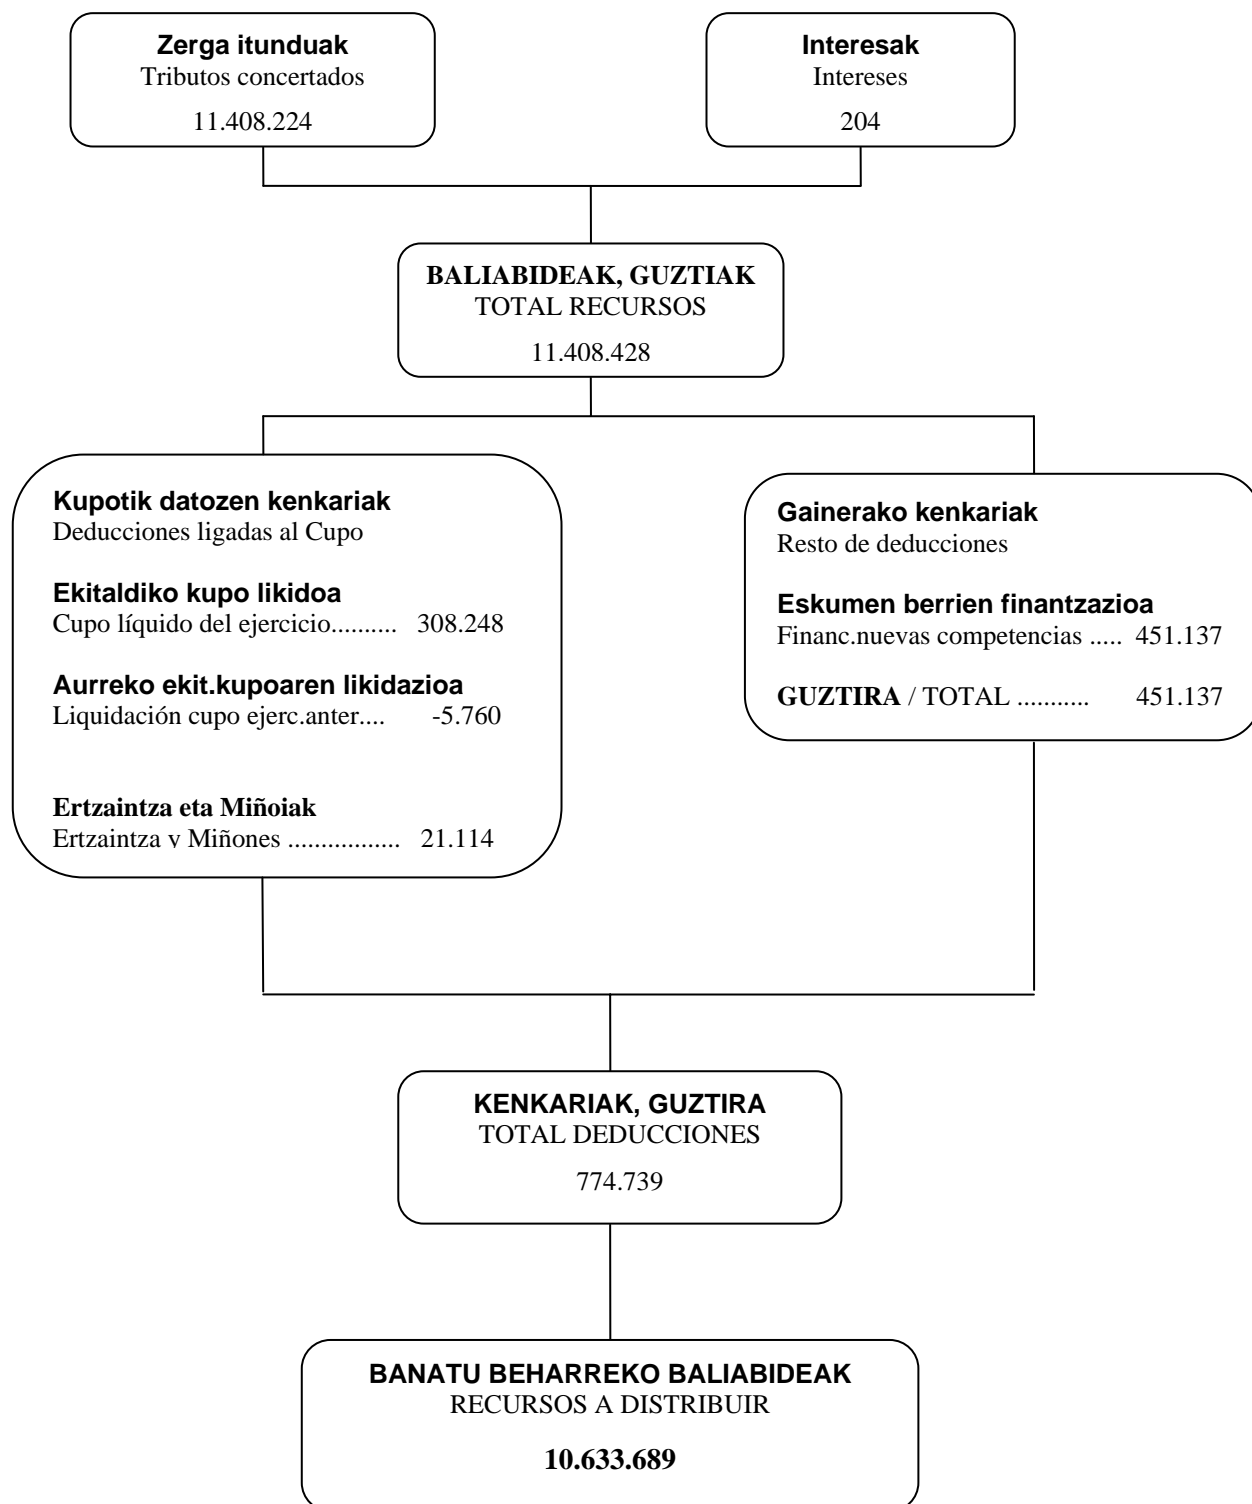 Zerga itunduak
Tributos concertados
11.408.224
Interesak
Intereses
204
BALIABIDEAK, GUZTIAK
TOTAL RECURSOS
11.408.428
Kupotik datozen kenkariak
Deducciones ligadas al Cupo
Ekitaldiko kupo likidoa
Cupo líquido del ejercicio.......... 308.248
Aurreko ekit.kupoaren likidazioa
Liquidación cupo ejerc.anter.... -5.760
Ertzaintza eta Miñoiak
Ertzaintza y Miñones ................. 21.114
Gainerako kenkariak
Resto de deducciones
Eskumen berrien finantzazioa
Financ.nuevas competencias ..... 451.137
GUZTIRA / TOTAL ........... 451.137
KENKARIAK, GUZTIRA
TOTAL DEDUCCIONES
774.739
BANATU BEHARREKO BALIABIDEAK
RECURSOS A DISTRIBUIR
10.633.689